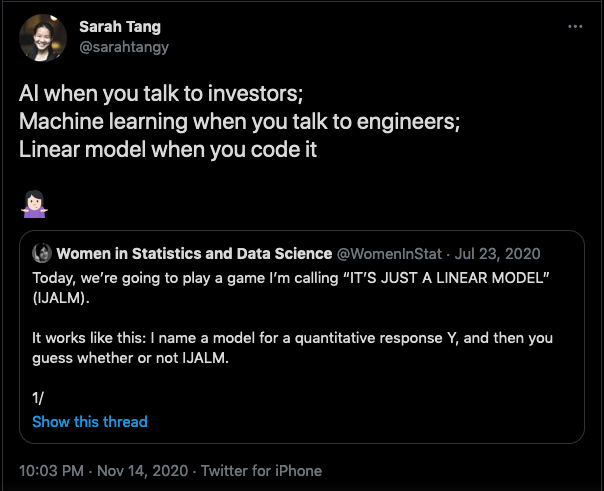 Sarah Tang
@sarahtangy
AI when you talk to investors;
Machine learning when you talk to engineers;
Linear model when you code it
🤷🏻‍♀️
Women in Statistics and Data Science @WomenInStat · Jul 23, 2020
Today, we're going to play a game I'm calling “IT'S JUST A LINEAR MODEL”
(IJALM).
It works like this: I name a model for a quantitative response Y, and then you
guess whether or not IJALM.
1/
Show this thread
10:03 PM · Nov 14, 2020 · Twitter for iPhone